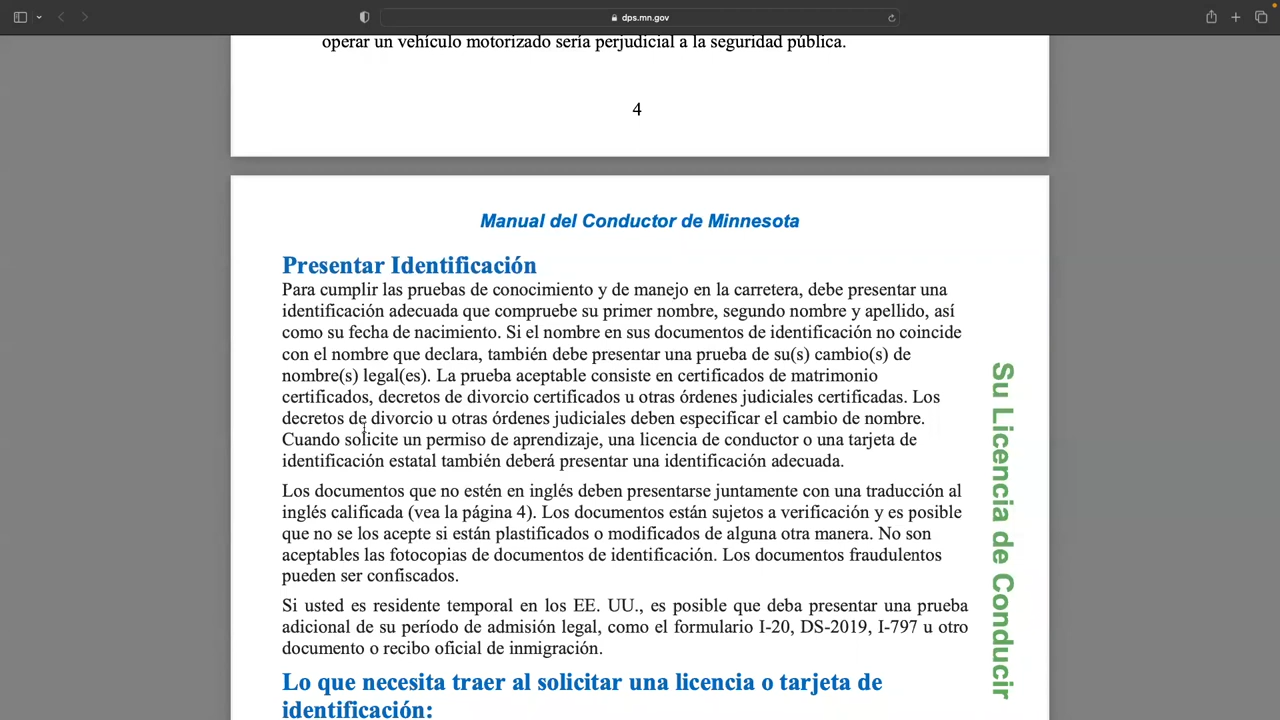 dps.mn.gov
operar un vehículo motorizado sería perjudicial a la seguridad pública.
4
Manual del Conductor de Minnesota
Presentar Identificación
Para cumplir las pruebas de conocimiento y de manejo en la carretera, debe presentar una
identificación adecuada que compruebe su primer nombre, segundo nombre y apellido, así
como su fecha de nacimiento. Si el nombre en sus documentos de identificación no coincide
con el nombre que declara, también debe presentar una prueba de su(s) cambio(s) de
nombre(s) legal(es). La prueba aceptable consiste en certificados de matrimonio
certificados, decretos de divorcio certificados u otras órdenes judiciales certificadas. Los
decretos de divorcio u otras órdenes judiciales deben especificar el cambio de nombre.
Cuando solicite un permiso de aprendizaje, una licencia de conductor o una tarjeta de
identificación estatal también deberá presentar una identificación adecuada.
Los documentos que no estén en inglés deben presentarse juntamente con una traducción al
inglés calificada (vea la página 4). Los documentos están sujetos a verificación y es posible
que no se los acepte si están plastificados o modificados de alguna otra manera. No son
aceptables las fotocopias de documentos de identificación. Los documentos fraudulentos
pueden ser confiscados.
Si usted es residente temporal en los EE. UU., es posible que deba presentar una prueba
adicional de su período de admisión legal, como el formulario I-20, DS-2019, I-797 u otro
documento o recibo oficial de inmigración.
Lo que necesita traer al solicitar una licencia o tarjeta de
identificación:
Su Licencia de Conducir